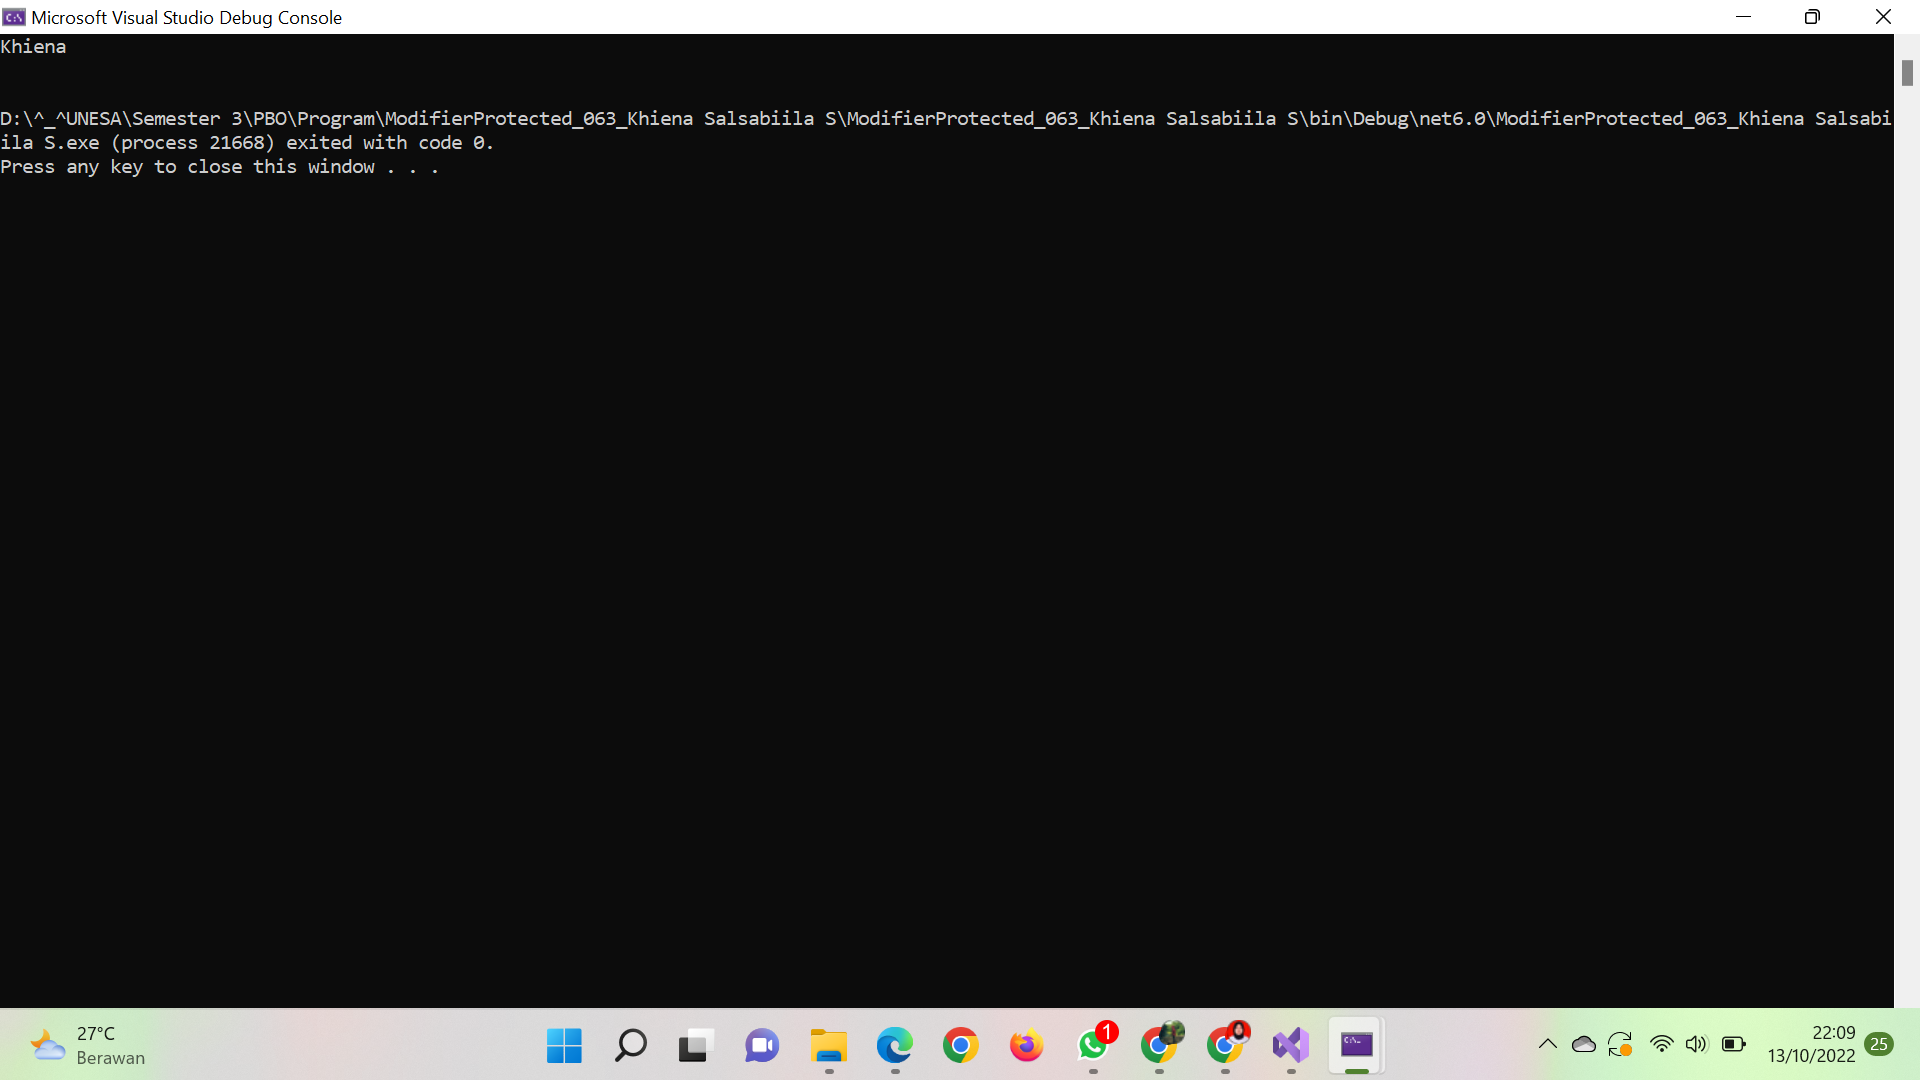 Microsoft Visual Studio Debug Console
Khiena
D:\^_^UNESA\Semester 3\PBO\Program\ModifierProtected_063_Khiena Salsabiila S\ModifierProtected_063_Khiena Salsabiila S\bin\Debug\net6.0\ModifierProtected_063_Khiena Salsabi
ila S.exe (process 21668) exited with code 0.
Press any key to close this window . . .
27°C
Berawan
1
22:09
13/10/2022
25